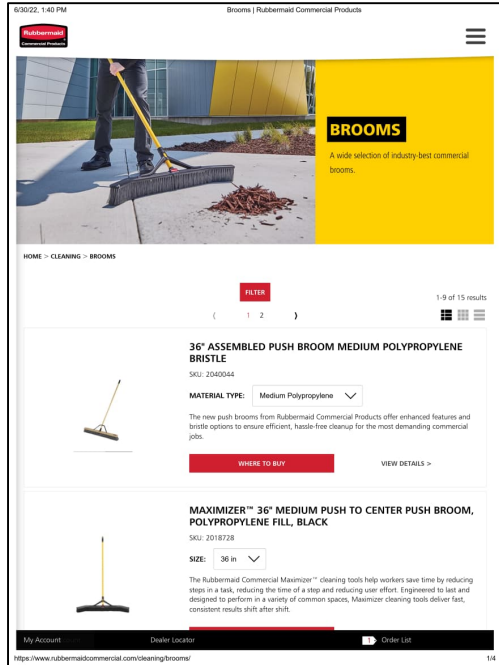 6/30/22, 1:40 PM
Brooms | Rubbermaid Commercial Products
Rubbermaid
Commercial Products
BROOMS
A wide selection of industry-best commercial
brooms.
HOME > CLEANING > BROOMS
FILTER
1-9 of 15 results
⟨ 1 2 ⟩
36" ASSEMBLED PUSH BROOM MEDIUM POLYPROPYLENE
BRISTLE
SKU: 2040044
MATERIAL TYPE: Medium Polypropylene
The new push brooms from Rubbermaid Commercial Products offer enhanced features and
bristle options to ensure efficient, hassle-free cleanup for the most demanding commercial
jobs.
WHERE TO BUY
VIEW DETAILS >
MAXIMIZER™ 36" MEDIUM PUSH TO CENTER PUSH BROOM,
POLYPROPYLENE FILL, BLACK
SKU: 2018728
SIZE: 36 in
The Rubbermaid Commercial Maximizer™ cleaning tools help workers save time by reducing
steps in a task, reducing the time of a step and reducing user effort. Engineered to last and
designed to perform in a variety of common spaces, Maximizer cleaning tools deliver fast,
consistent results shift after shift.
My Account
Dealer Locator
1 Order List
https://www.rubbermaidcommercial.com/cleaning/brooms/
1/4